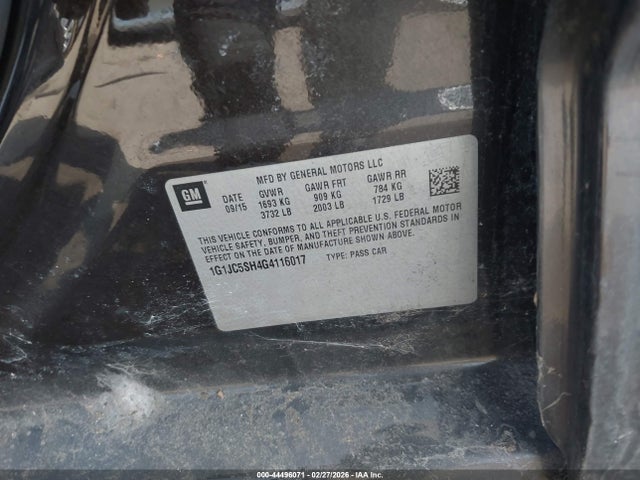 MFD BY GENERAL MOTORS LLC
GM
DATE GVWR GAWR FRT GAWR RR
09/15 1693 KG 909 KG 784 KG
3732 LB 2003 LB 1729 LB
THIS VEHICLE CONFORMS TO ALL APPLICABLE U.S. FEDERAL MOTOR
VEHICLE SAFETY, BUMPER, AND THEFT PREVENTION STANDARDS IN
EFFECT ON THE DATE OF MANUFACTURE SHOWN ABOVE.
1G1JC5SH4G4116017 TYPE: PASS CAR
000-44496071 - 02/27/2026 - IAAI.COM